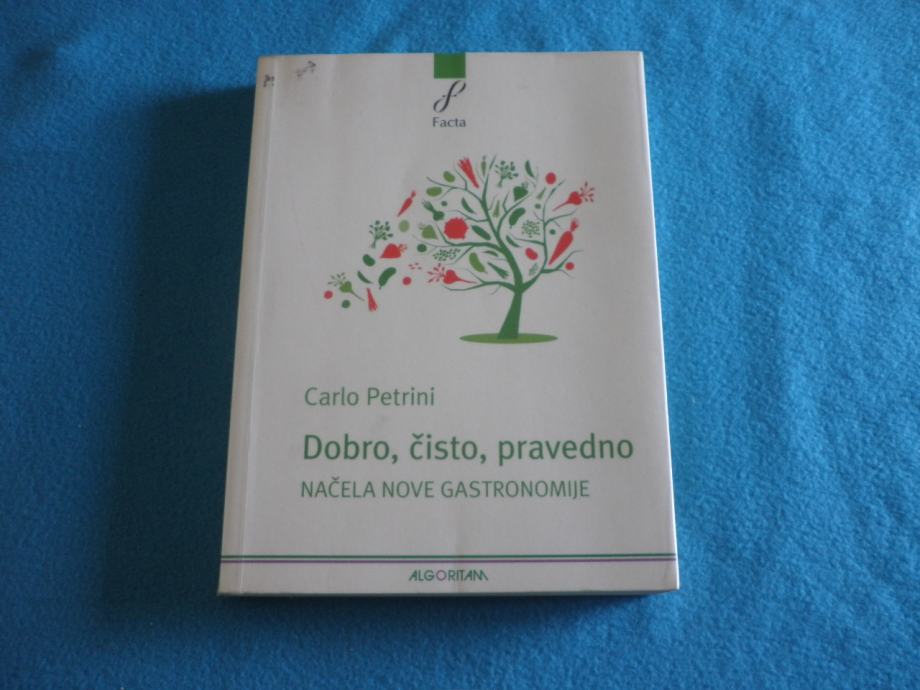 Facta
Carlo Petrini
Dobro, čisto, pravedno
NAČELA NOVE GASTRONOMIJE
ALGORITAM